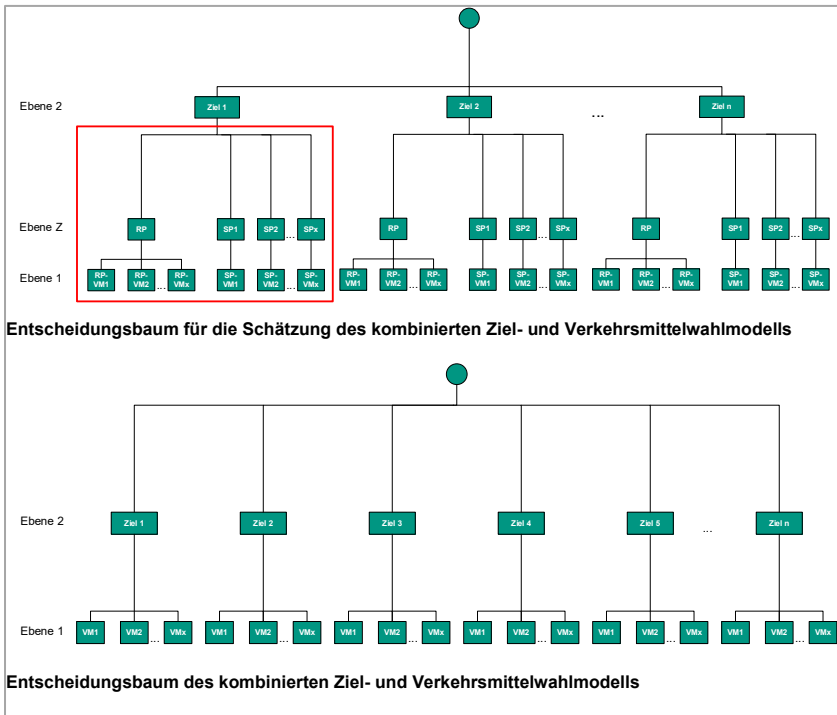 Ebene 2 Ziel 1 Ziel 2 ... Ziel n
Ebene Z RP SP1 SP2 ... SPx RP SP1 SP2 ... SPx RP SP1 SP2 ... SPx
Ebene 1 RP-VM1 RP-VM2 ... RP-VMx SP-VM1 SP-VM2 ... SP-VMx RP-VM1 RP-VM2 ... RP-VMx SP-VM1 SP-VM2 ... SP-VMx RP-VM1 RP-VM2 ... RP-VMx SP-VM1 SP-VM2 ... SP-VMx
Entscheidungsbaum für die Schätzung des kombinierten Ziel- und Verkehrsmittelwahlmodells
Ebene 2 Ziel 1 Ziel 2 Ziel 3 Ziel 4 Ziel 5 ... Ziel n
Ebene 1 VM1 VM2 ... VMx VM1 VM2 ... VMx VM1 VM2 ... VMx VM1 VM2 ... VMx VM1 VM2 ... VMx VM1 VM2 ... VMx
Entscheidungsbaum des kombinierten Ziel- und Verkehrsmittelwahlmodells